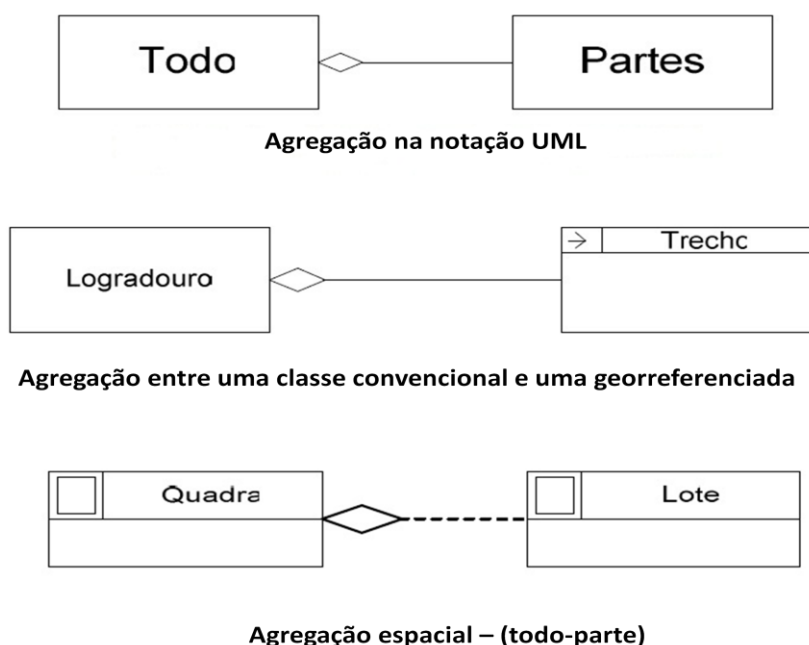 Todo
Partes
Agregação na notação UML
Logradouro
Trecho
Agregação entre uma classe convencional e uma georreferenciada
Quadra
Lote
Agregação espacial – (todo-parte)